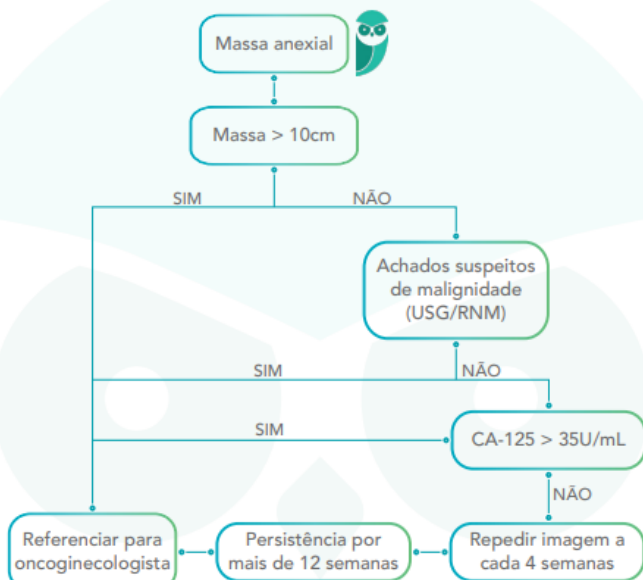 Massa anexial
Massa > 10cm
SIM
NÃO
Achados suspeitos
de malignidade
(USG/RNM)
SIM
NÃO
SIM
CA-125 > 35U/mL
NÃO
Referenciar para
oncoginecologista
Persistência por
mais de 12 semanas
Repedir imagem a
cada 4 semanas